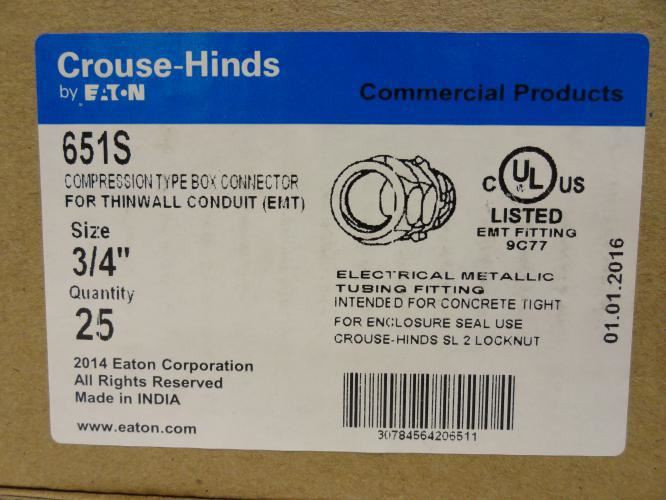 Crouse-Hinds
by EATON
Commercial Products
651S
COMPRESSION TYPE BOX CONNECTOR
FOR THINWALL CONDUIT (EMT)
Size
3/4"
Quantity
25
2014 Eaton Corporation
All Rights Reserved
Made in INDIA
www.eaton.com
C UL US
LISTED
EMT FITTING
9C77
ELECTRICAL METALLIC
TUBING FITTING
INTENDED FOR CONCRETE TIGHT
FOR ENCLOSURE SEAL USE
CROUSE-HINDS SL 2 LOCKNUT
30784564206511
01.01.2016